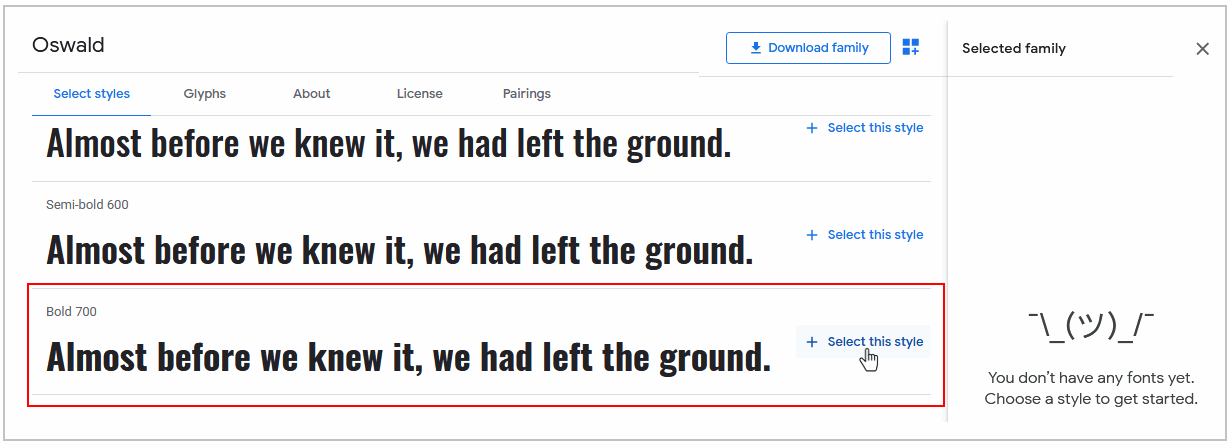 Oswald
Download family
Selected family
Select styles Glyphs About License Pairings
Almost before we knew it, we had left the ground.
+ Select this style
Semi-bold 600
Almost before we knew it, we had left the ground.
+ Select this style
Bold 700
Almost before we knew it, we had left the ground.
+ Select this style
¯\_(ツ)_/¯
You don’t have any fonts yet.
Choose a style to get started.